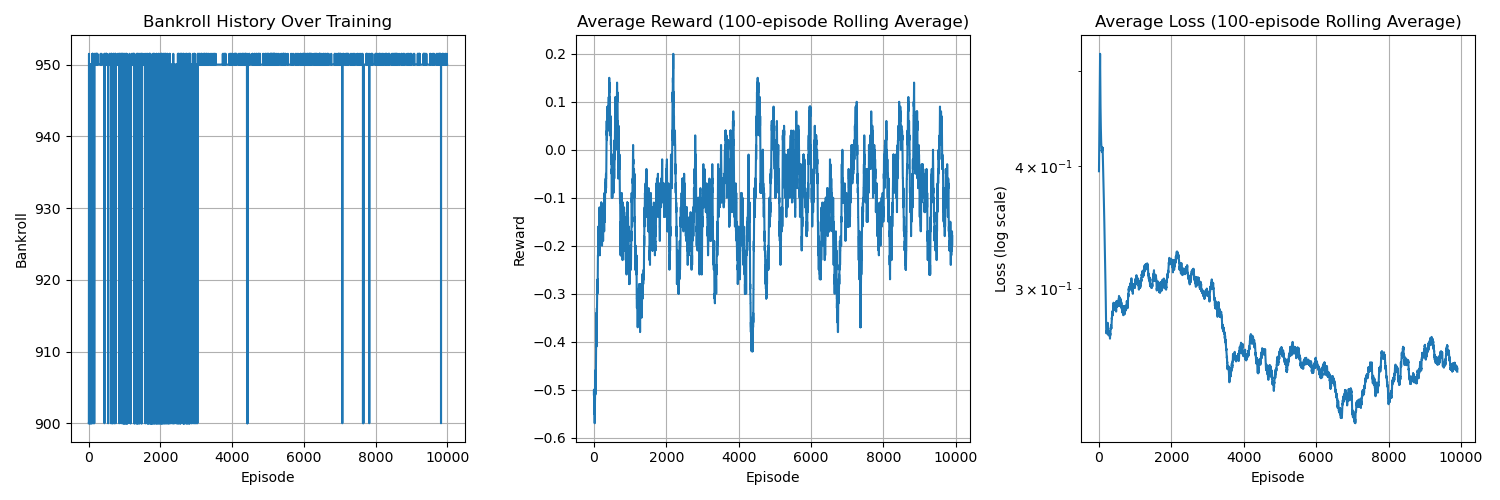 Bankroll History Over Training
950
940
930
920
910
900
Bankroll
0 2000 4000 6000 8000 10000
Episode
Average Reward (100-episode Rolling Average)
0.2
0.1
0.0
−0.1
−0.2
−0.3
−0.4
−0.5
−0.6
Reward
0 2000 4000 6000 8000 10000
Episode
Average Loss (100-episode Rolling Average)
4 × 10⁻¹
3 × 10⁻¹
Loss (log scale)
0 2000 4000 6000 8000 10000
Episode